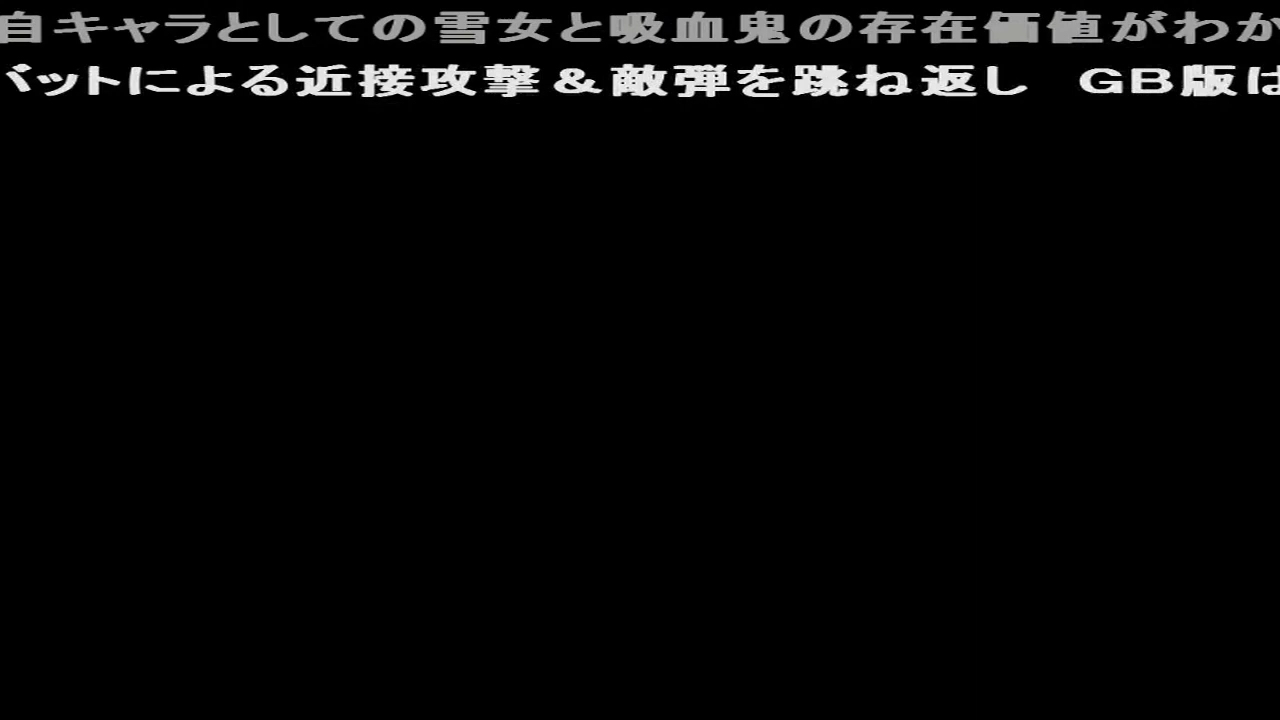 自キャラとしての雪女と吸血鬼の存在価値がわか
バットによる近接攻撃＆敵弾を跳ね返し　GB版は